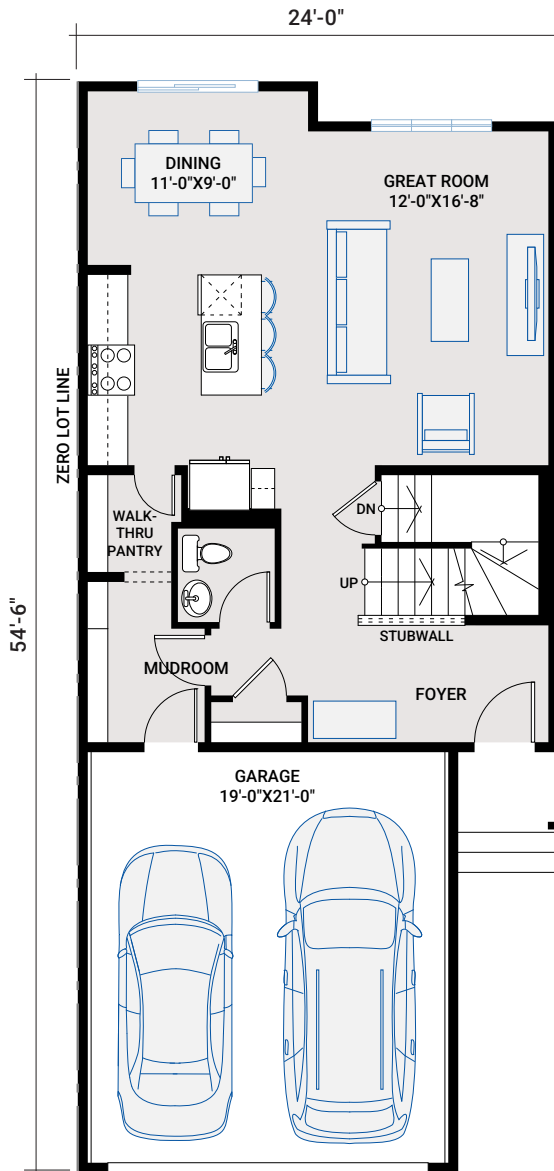 24'-0"
DINING
11'-0"X9'-0"
GREAT ROOM
12'-0"X16'-8"
ZERO LOT LINE
DN
WALK-
THRU
PANTRY
UP
54'-6"
STUBWALL
MUDROOM
FOYER
GARAGE
19'-0"X21'-0"